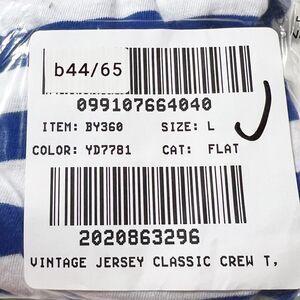 b44/65
099107664040
ITEM: BY360 SIZE: L
COLOR: YD7781 CAT: FLAT
2020863296
VINTAGE JERSEY CLASSIC CREW T,